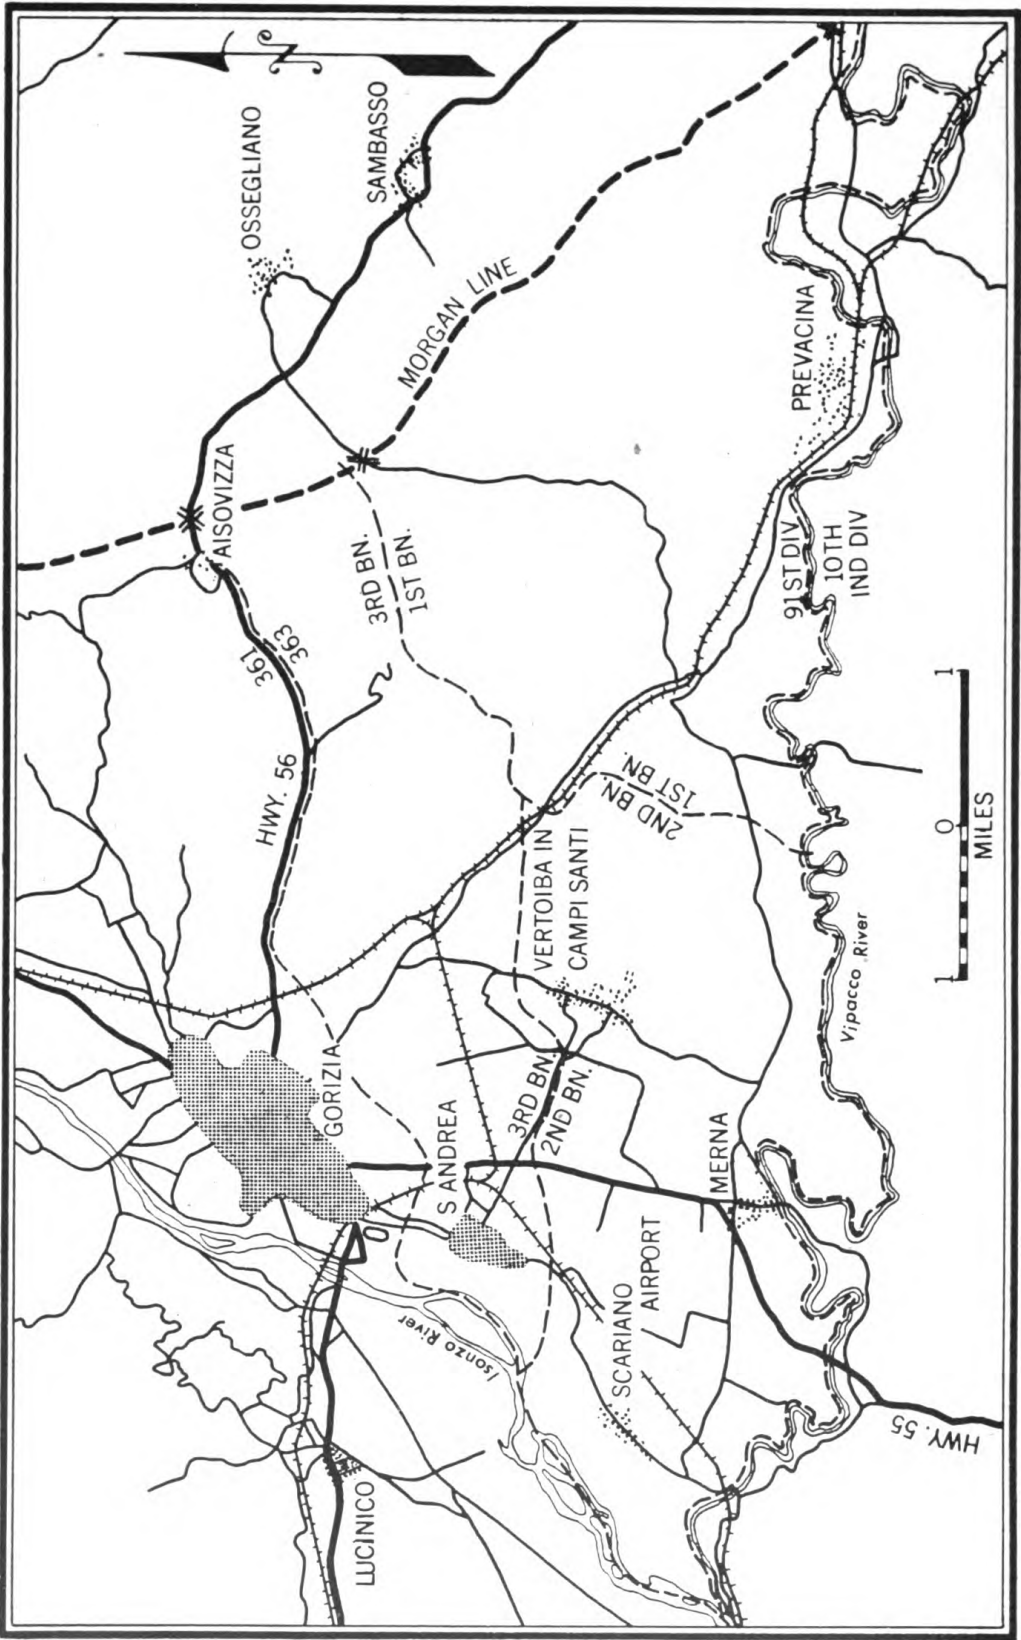 N
OSSEGLIANO
SAMBASSO
MORGAN LINE
AISOVIZZA
3RD BN.
1ST BN.
361
363
HWY. 56
PREVACINA
91ST DIV
10TH
IND DIV
2ND BN.
1ST BN.
VERTOIBA IN
CAMPI SANTI
GORIZIA
S ANDREA
3RD BN.
2ND BN.
MERNA
SCARIANO
AIRPORT
LUCINICO
Isonzo River
Vipacco River
HWY. 55
1 0 1
MILES